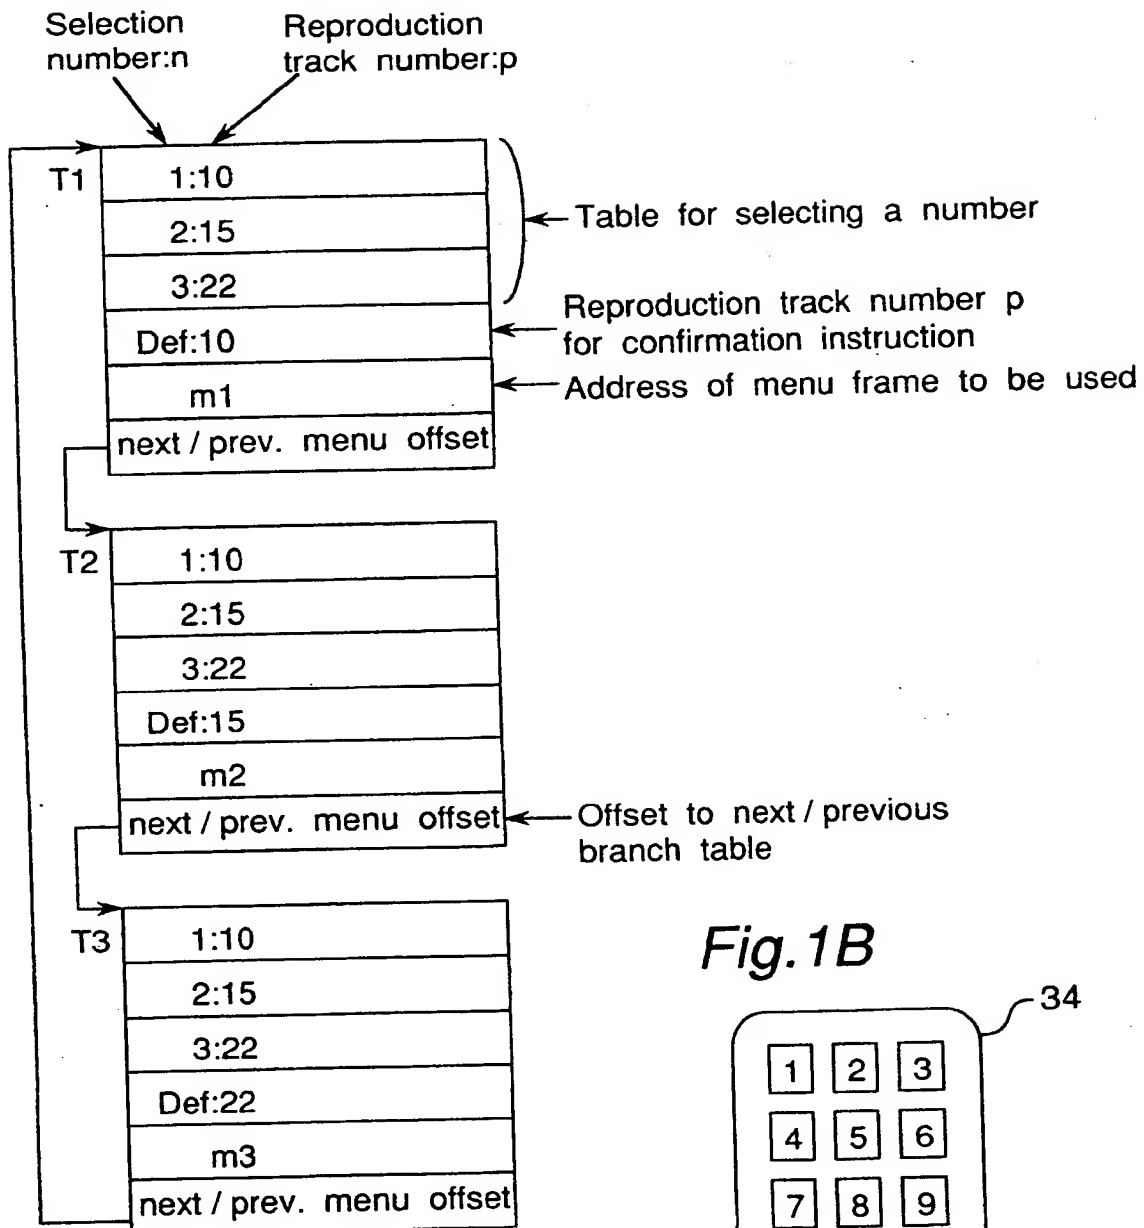 Selection
number:n
Reproduction
track number:p
T1
1:10
2:15
3:22
Def:10
m1
next / prev. menu offset
Table for selecting a number
Reproduction track number p
for confirmation instruction
Address of menu frame to be used
T2
1:10
2:15
3:22
Def:15
m2
next / prev. menu offset
Offset to next / previous
branch table
T3
1:10
2:15
3:22
Def:22
m3
next / prev. menu offset
Fig.1B
34
1 2 3
4 5 6
7 8 9